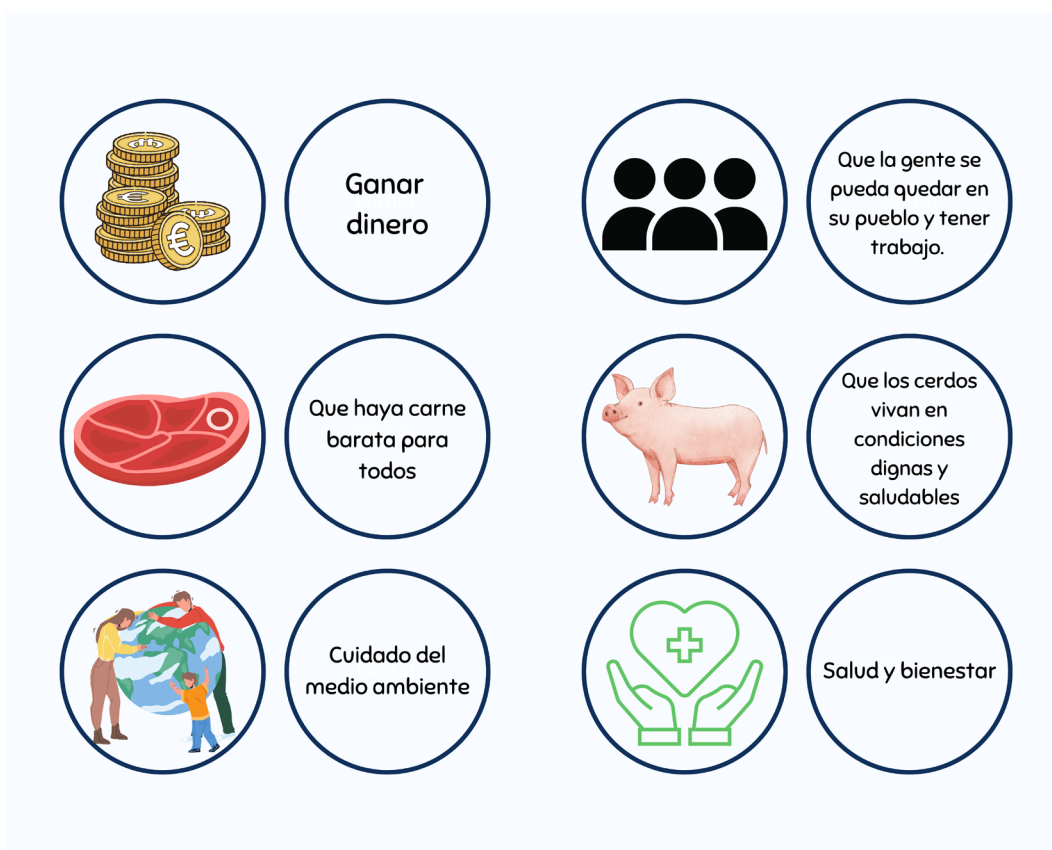 Ganar
dinero
Que la gente se
pueda quedar en
su pueblo y tener
trabajo.
Que haya carne
barata para
todos
Que los cerdos
vivan en
condiciones
dignas y
saludables
Cuidado del
medio ambiente
Salud y bienestar